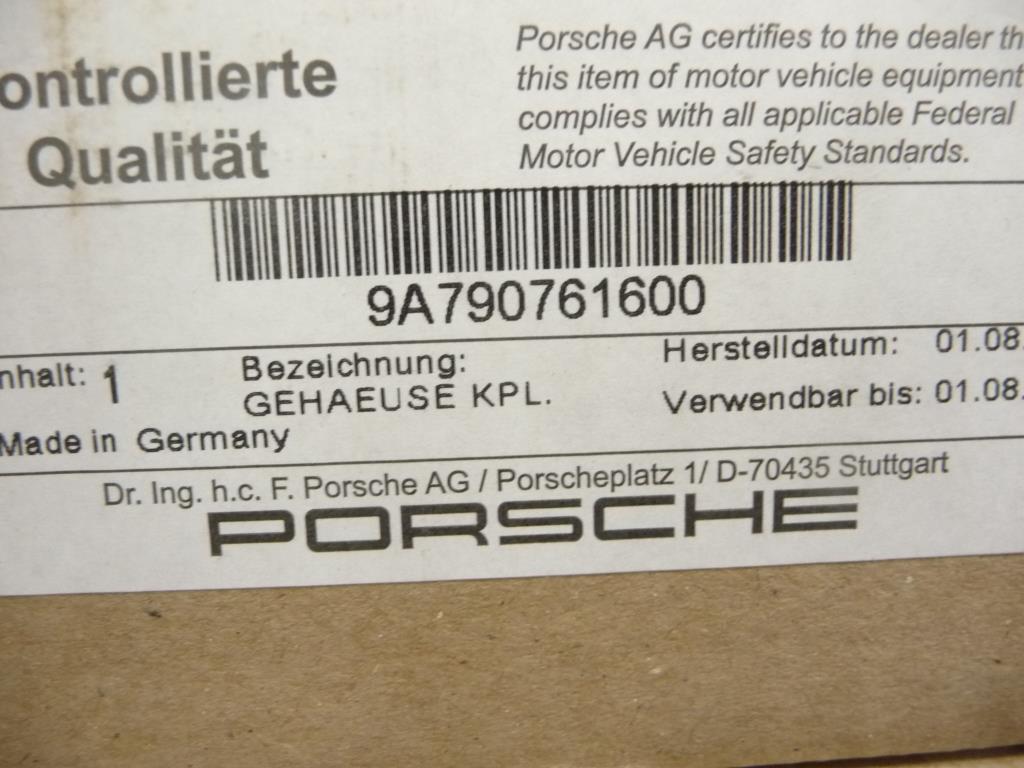 ontrollierte
Qualität
Porsche AG certifies to the dealer th
this item of motor vehicle equipment
complies with all applicable Federal
Motor Vehicle Safety Standards.
9A790761600
nhalt: 1
Bezeichnung:
GEHAEUSE KPL.
Herstelldatum: 01.08.
Verwendbar bis: 01.08.
Made in Germany
Dr. Ing. h.c. F. Porsche AG / Porscheplatz 1/ D-70435 Stuttgart
PORSCHE